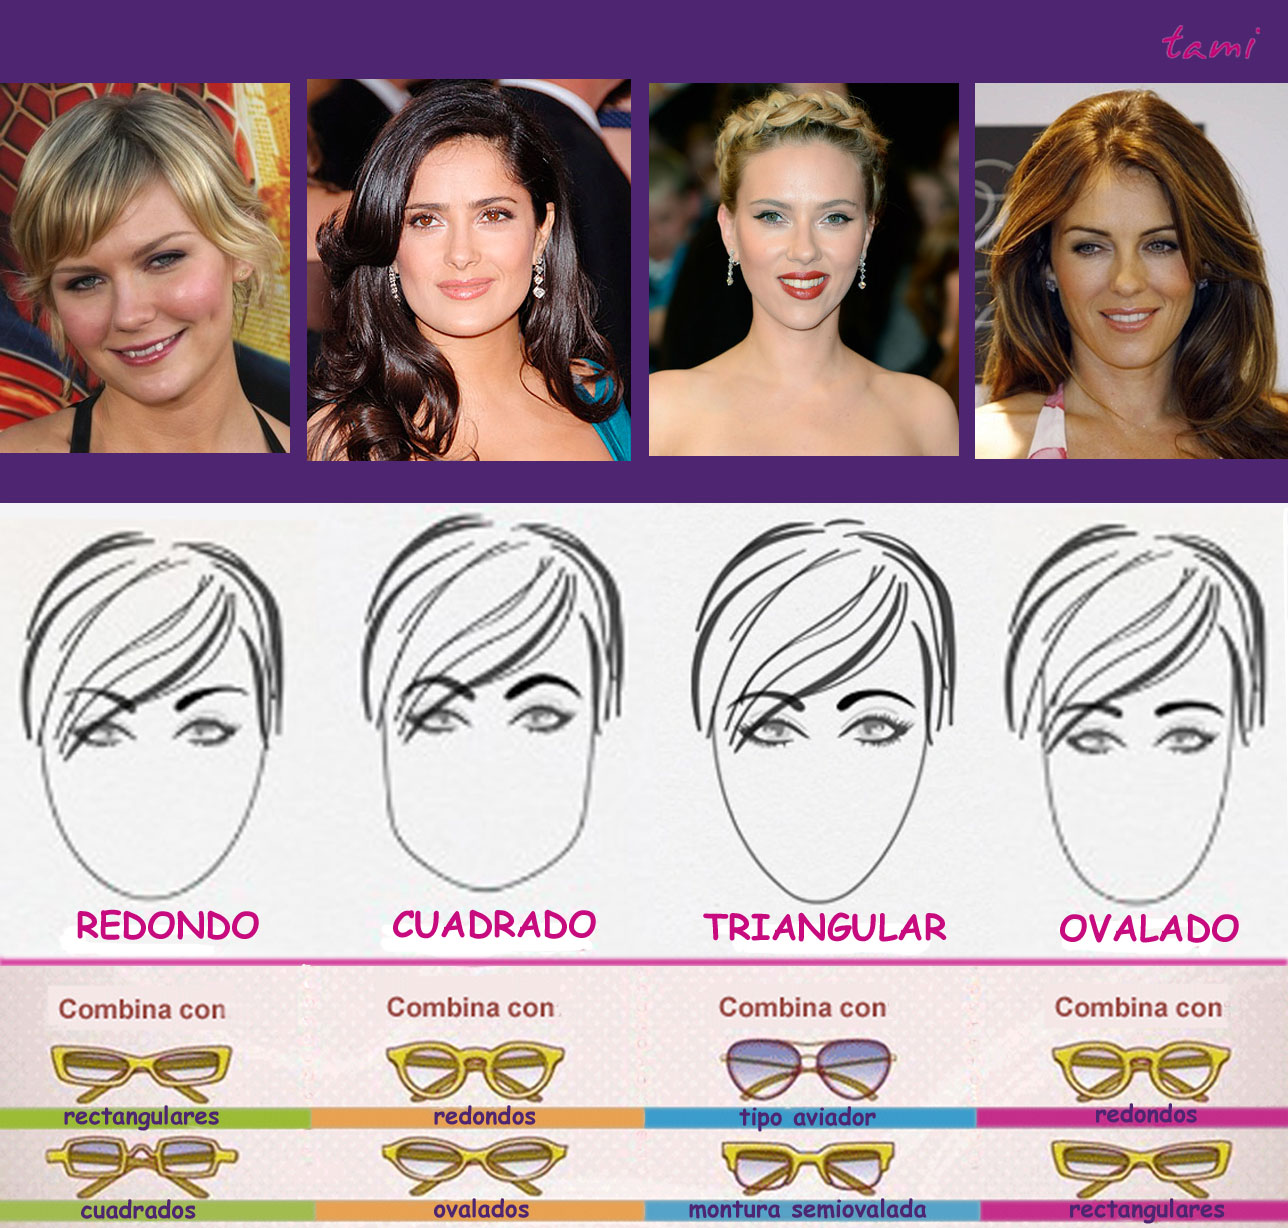 tami
REDONDO
CUADRADO
TRIANGULAR
OVALADO
Combina con
Combina con
Combina con
Combina con
rectangulares
redondos
tipo aviador
redondos
cuadrados
ovalados
montura semiovalada
rectangulares